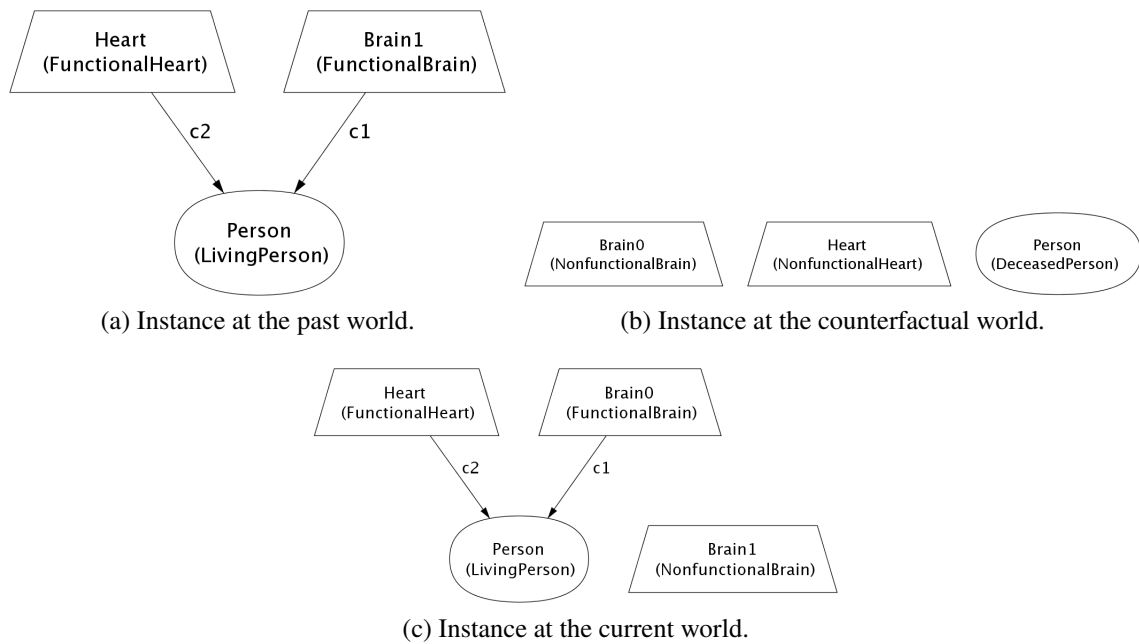 Heart
(FunctionalHeart)
Brain1
(FunctionalBrain)
c2
c1
Person
(LivingPerson)
(a) Instance at the past world.
Brain0
(NonfunctionalBrain)
Heart
(NonfunctionalHeart)
Person
(DeceasedPerson)
(b) Instance at the counterfactual world.
Heart
(FunctionalHeart)
Brain0
(FunctionalBrain)
c2
c1
Person
(LivingPerson)
Brain1
(NonfunctionalBrain)
(c) Instance at the current world.